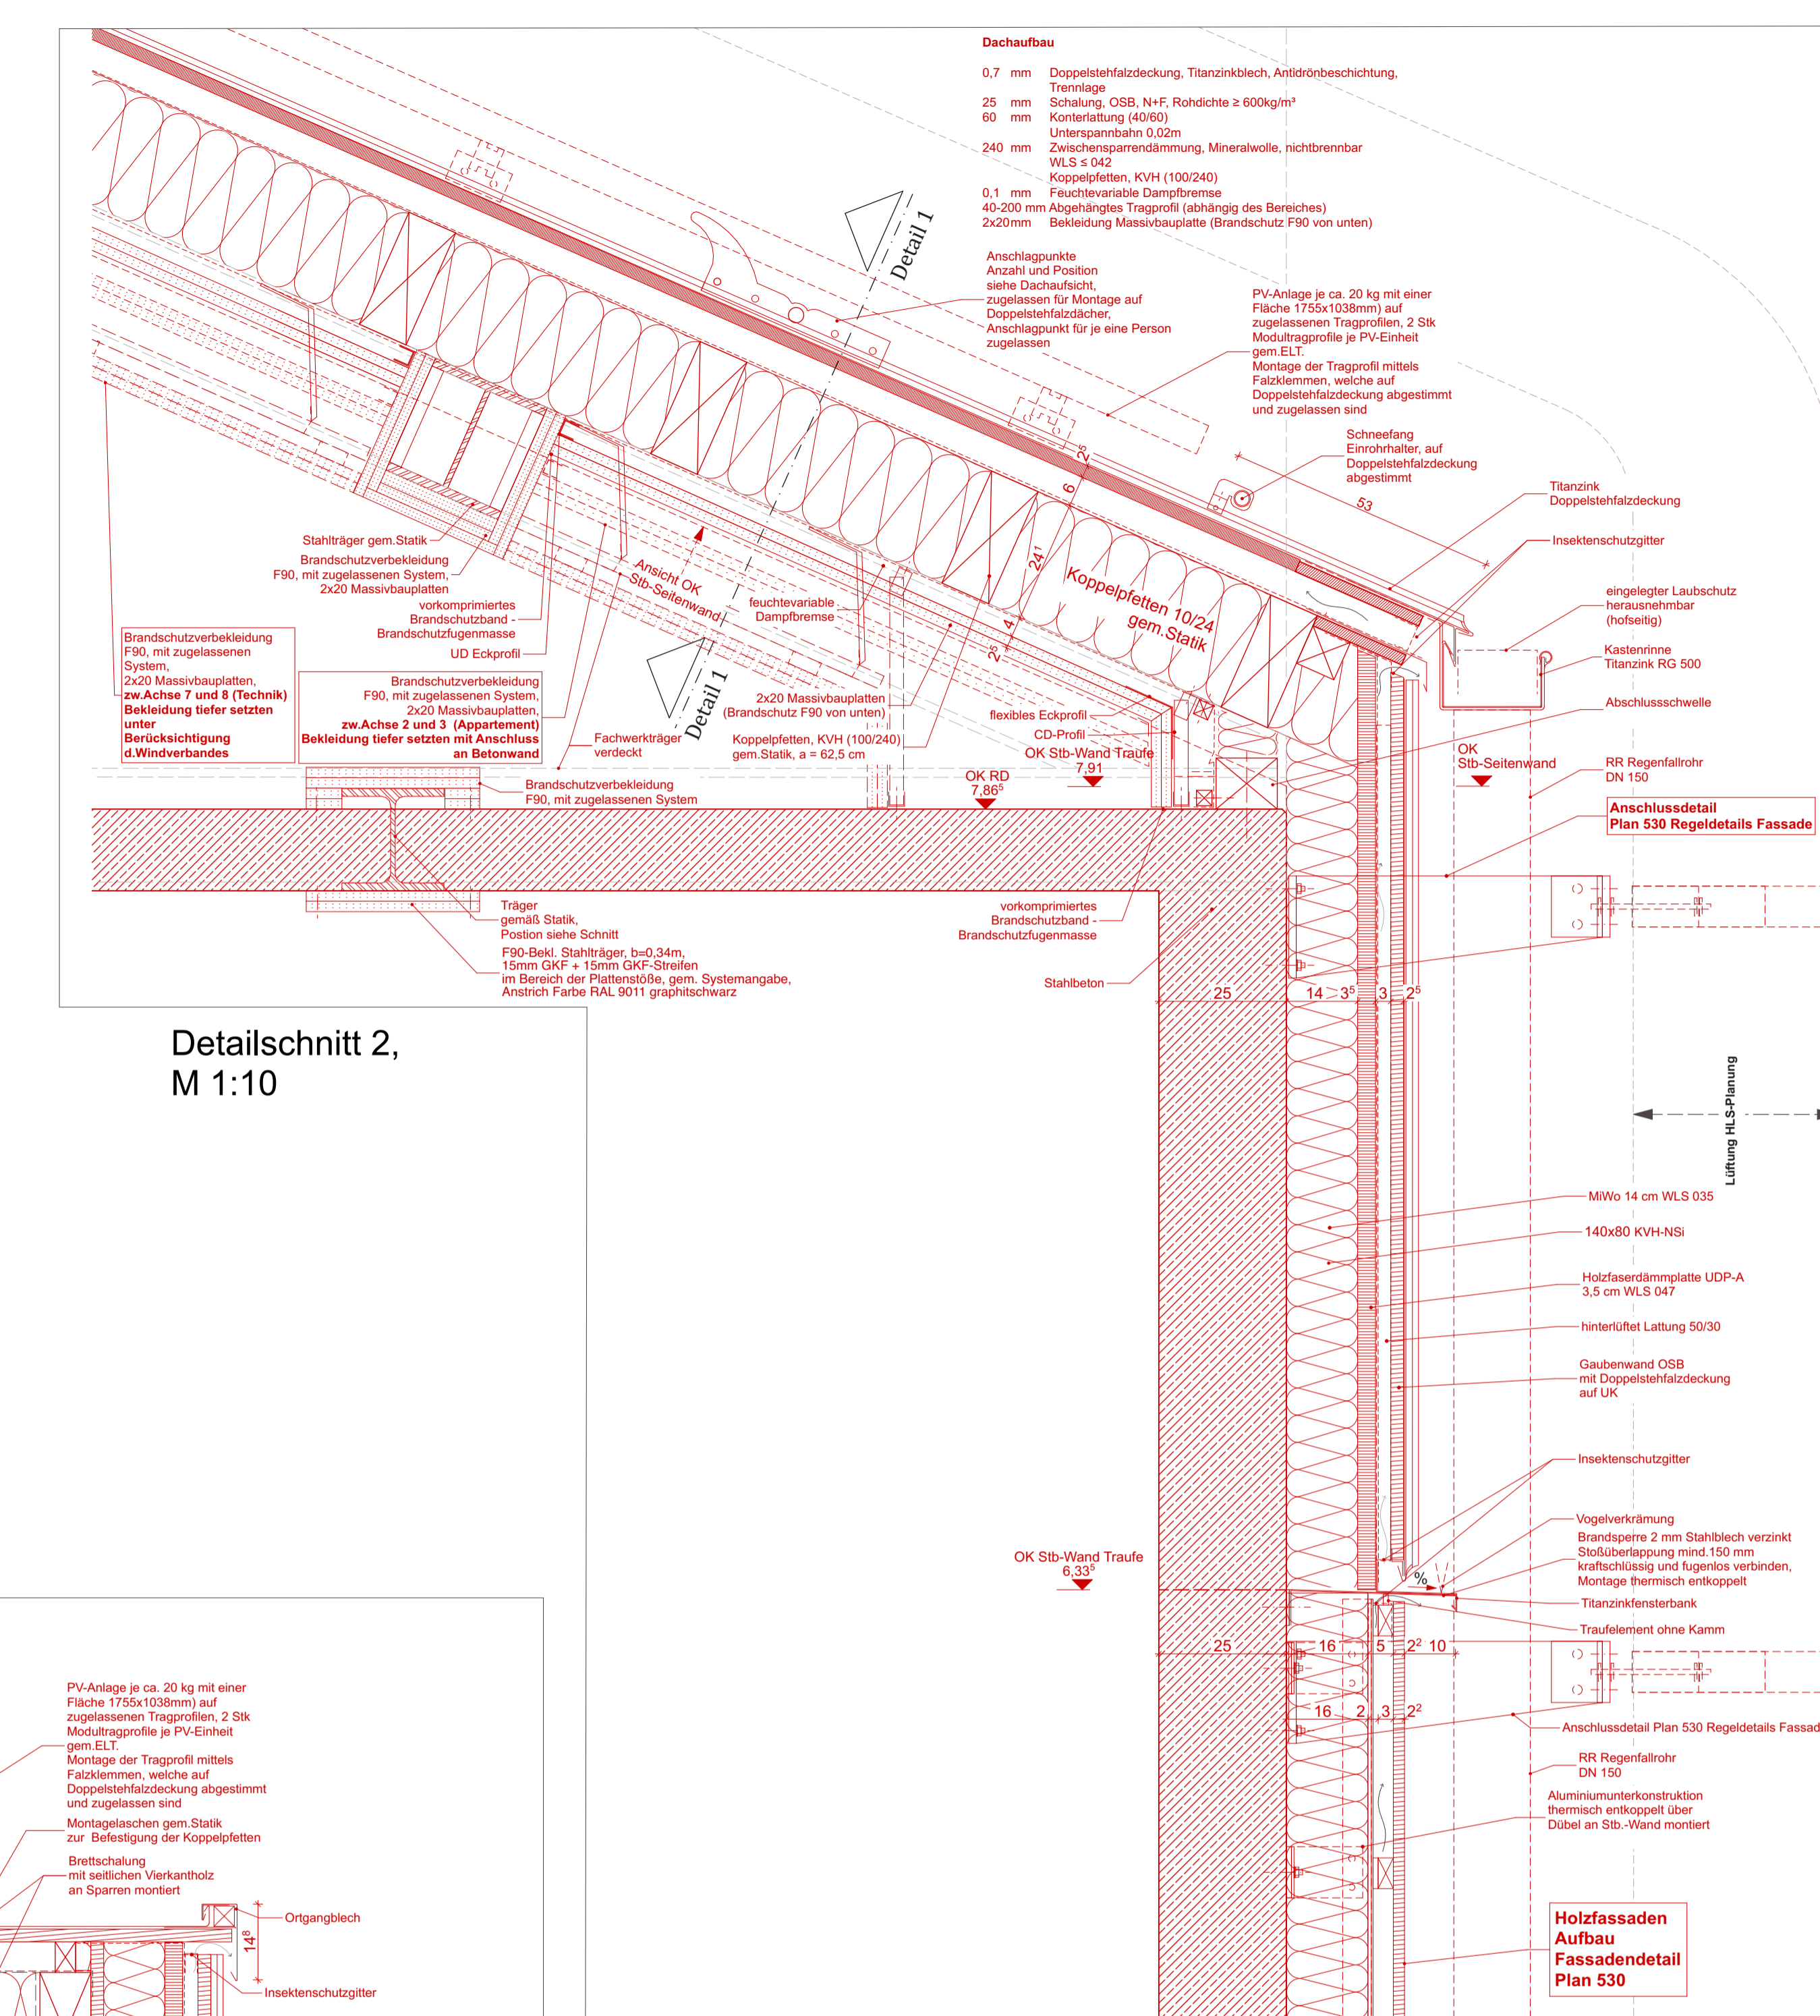 Dachaufbau
0,7 mm Doppelstehfalzdeckung, Titanzinkblech, Antidrönbeschichtung,
Trennlage
25 mm Schalung, OSB, N+F, Rohdichte ≥ 600kg/m³
60 mm Konterlattung (40/60)
Unterspannbahn 0,02m
240 mm Zwischensparrendämmung, Mineralwolle, nichtbrennbar
WLS ≤ 042
Koppelpfetten, KVH (100/240)
0,1 mm Feuchtevariable Dampfbremse
40-200 mm Abgehängtes Tragprofil (abhängig des Bereiches)
2x20mm Bekleidung Massivbauplatte (Brandschutz F90 von unten)
Detail 1
Anschlagpunkte
Anzahl und Position
siehe Dachaufsicht,
zugelassen für Montage auf
Doppelstehfalzdächer,
Anschlagpunkt für je eine Person
zugelassen
PV-Anlage je ca. 20 kg mit einer
Fläche 1755x1038mm) auf
zugelassenen Tragprofilen, 2 Stk
Modultragprofile je PV-Einheit
gem.ELT.
Montage der Tragprofil mittels
Falzklemmen, welche auf
Doppelstehfalzdeckung abgestimmt
und zugelassen sind
Schneefang
Einrohrhalter, auf
Doppelstehfalzdeckung
abgestimmt
53
Titanzink
Doppelstehfalzdeckung
Insektenschutzgitter
eingelegter Laubschutz
herausnehmbar
(hofseitig)
Kastenrinne
Titanzink RG 500
Abschlussschwelle
OK
Stb-Seitenwand
RR Regenfallrohr
DN 150
Anschlussdetail
Plan 530 Regeldetails Fassade
2⁵
6
24¹
4
2⁵
Koppelpfetten 10/24
gem.Statik
Stahlträger gem.Statik
Brandschutzverbekleidung
F90, mit zugelassenen System,
2x20 Massivbauplatten
vorkomprimiertes
Brandschutzband -
Brandschutzfugenmasse
UD Eckprofil
Ansicht OK
Stb-Seitenwand
feuchtevariable
Dampfbremse
Detail 1
Brandschutzverbekleidung
F90, mit zugelassenen
System,
2x20 Massivbauplatten,
zw.Achse 7 und 8 (Technik)
Bekleidung tiefer setzten
unter
Berücksichtigung
d.Windverbandes
Brandschutzverbekleidung
F90, mit zugelassenen System,
2x20 Massivbauplatten,
zw.Achse 2 und 3 (Appartement)
Bekleidung tiefer setzten mit Anschluss
an Betonwand
Fachwerkträger
verdeckt
2x20 Massivbauplatten
(Brandschutz F90 von unten)
Koppelpfetten, KVH (100/240)
gem.Statik, a = 62,5 cm
flexibles Eckprofil
CD-Profil
OK Stb-Wand Traufe
7,91
OK RD
7,86⁵
Brandschutzverbekleidung
F90, mit zugelassenen System
Träger
gemäß Statik,
Postion siehe Schnitt
F90-Bekl. Stahlträger, b=0,34m,
15mm GKF + 15mm GKF-Streifen
im Bereich der Plattenstöße, gem. Systemangabe,
Anstrich Farbe RAL 9011 graphitschwarz
vorkomprimiertes
Brandschutzband -
Brandschutzfugenmasse
Stahlbeton
25 14 3⁵ 3 2⁵
Detailschnitt 2,
M 1:10
Lüftung HLS-Planung
MiWo 14 cm WLS 035
140x80 KVH-NSi
Holzfaserdämmplatte UDP-A
3,5 cm WLS 047
hinterlüftet Lattung 50/30
Gaubenwand OSB
mit Doppelstehfalzdeckung
auf UK
Insektenschutzgitter
Vogelverkrämung
Brandsperre 2 mm Stahlblech verzinkt
Stoßüberlappung mind.150 mm
kraftschlüssig und fugenlos verbinden,
Montage thermisch entkoppelt
Titanzinkfensterbank
Traufelement ohne Kamm
OK Stb-Wand Traufe
6,33⁵
%
25 16 5 2² 10
16 2 3 2²
Anschlussdetail Plan 530 Regeldetails Fassad
RR Regenfallrohr
DN 150
Aluminiumunterkonstruktion
thermisch entkoppelt über
Dübel an Stb.-Wand montiert
Holzfassaden
Aufbau
Fassadendetail
Plan 530
PV-Anlage je ca. 20 kg mit einer
Fläche 1755x1038mm) auf
zugelassenen Tragprofilen, 2 Stk
Modultragprofile je PV-Einheit
gem.ELT.
Montage der Tragprofil mittels
Falzklemmen, welche auf
Doppelstehfalzdeckung abgestimmt
und zugelassen sind
Montagelaschen gem.Statik
zur Befestigung der Koppelpfetten
Brettschalung
mit seitlichen Vierkantholz
an Sparren montiert
Ortgangblech
14⁸
Insektenschutzgitter